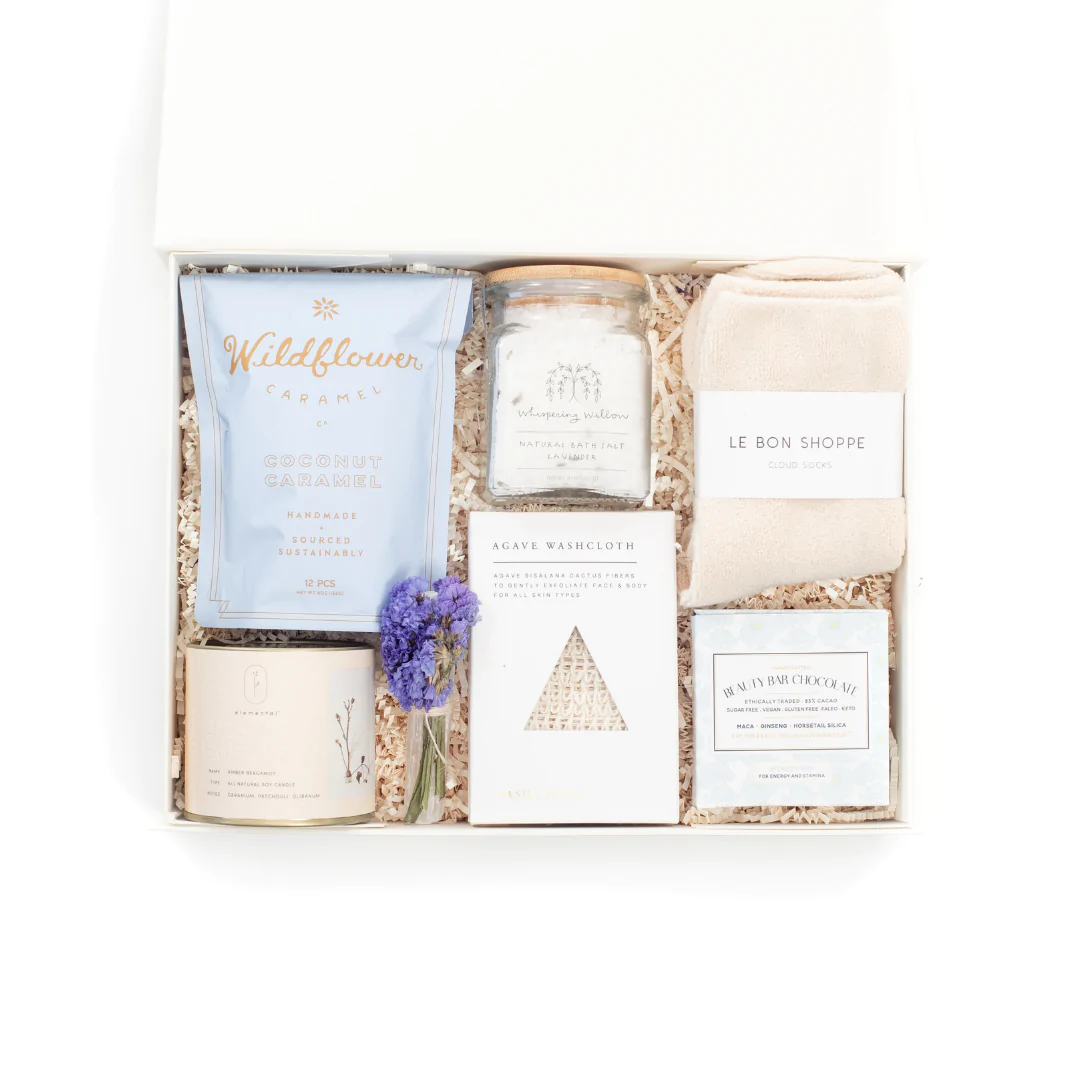 Wildflower
CARAMEL
Co
COCONUT
CARAMEL
HANDMADE
+
SOURCED
SUSTAINABLY
12 PCS
Whispering Willow
NATURAL BATH SALT
LAVENDER
LE BON SHOPPE
CLOUD SOCKS
AGAVE WASHCLOTH
AGAVE SISALANA CACTUS FIBERS
TO GENTLY EXFOLIATE FACE & BODY
FOR ALL SKIN TYPES
elemental
NAME AMBER BERGAMOT
TYPE ALL NATURAL SOY CANDLE
NOTES GERANIUM, PATCHOULI, OLIBANUM
BEAUTY BAR CHOCOLATE
ETHICALLY TRADED · 85% CACAO
SUGAR FREE · VEGAN · GLUTEN FREE · PALEO · KETO
MACA · GINSENG · HORSETAIL SILICA
FOR ENERGY AND STAMINA